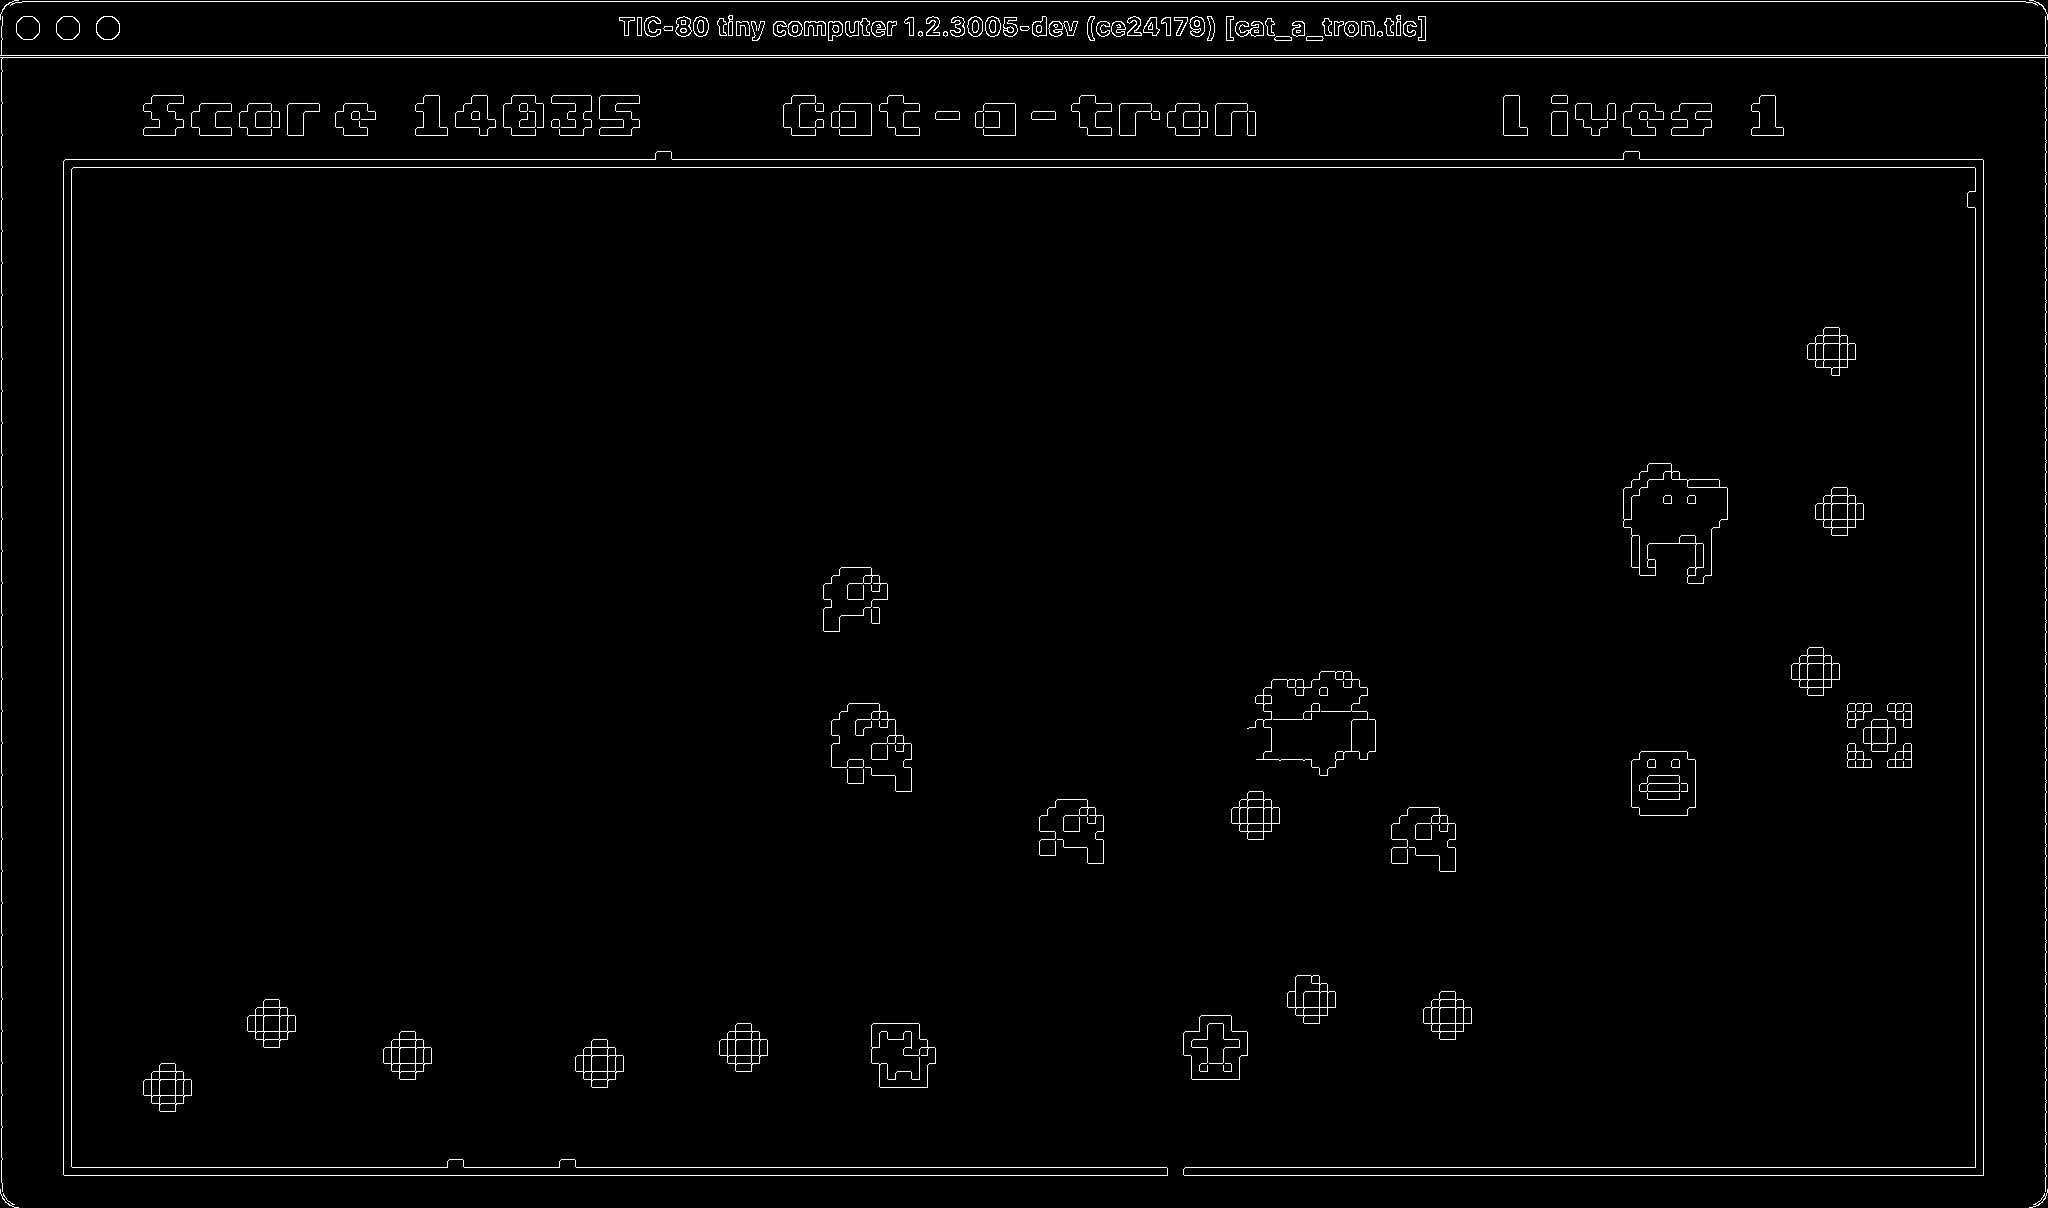 TIC-80 tiny computer 1.2.3005-dev (ce24179) [cat_a_tron.tic]
Score 14035 Cat-a-tron Lives 1